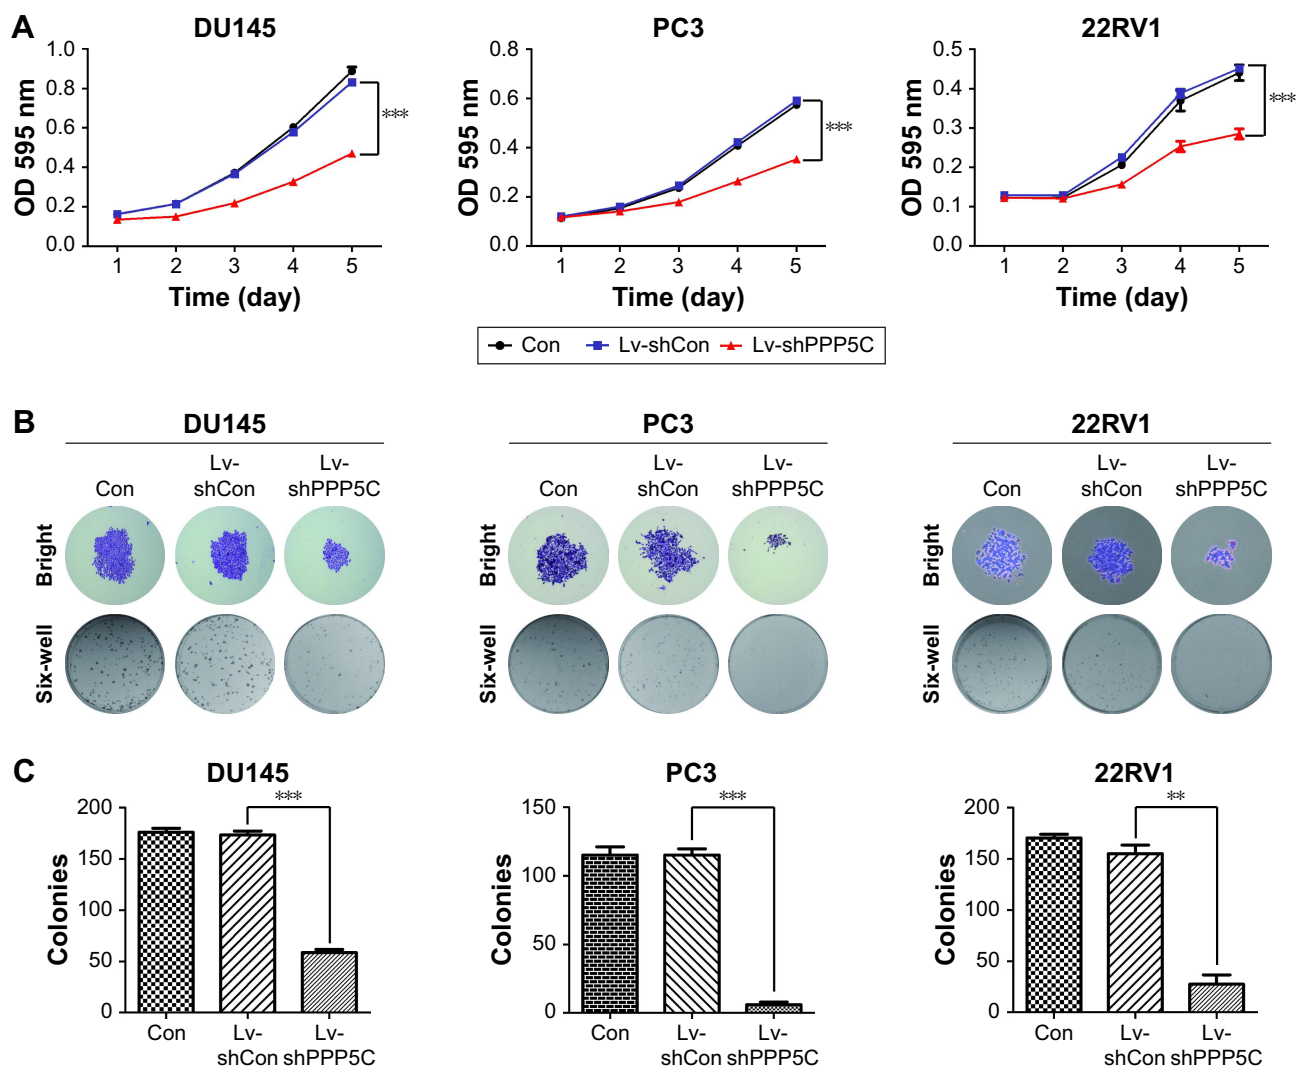 A
DU145
PC3
22RV1
OD 595 nm
1.0
0.8
0.6
0.4
0.2
0.0
1 2 3 4 5
Time (day)
***
OD 595 nm
0.8
0.6
0.4
0.2
0.0
1 2 3 4 5
Time (day)
***
OD 595 nm
0.5
0.4
0.3
0.2
0.1
0.0
1 2 3 4 5
Time (day)
***
Con Lv-shCon Lv-shPPP5C
B
DU145
PC3
22RV1
Con
Lv-
shCon
Lv-
shPPP5C
Con
Lv-
shCon
Lv-
shPPP5C
Con
Lv-
shCon
Lv-
shPPP5C
Bright
Bright
Bright
Six-well
Six-well
Six-well
C
DU145
PC3
22RV1
Colonies
200
150
100
50
0
***
Con
Lv-
shCon
Lv-
shPPP5C
Colonies
150
100
50
0
***
Con
Lv-
shCon
Lv-
shPPP5C
Colonies
200
150
100
50
0
**
Con
Lv-
shCon
Lv-
shPPP5C